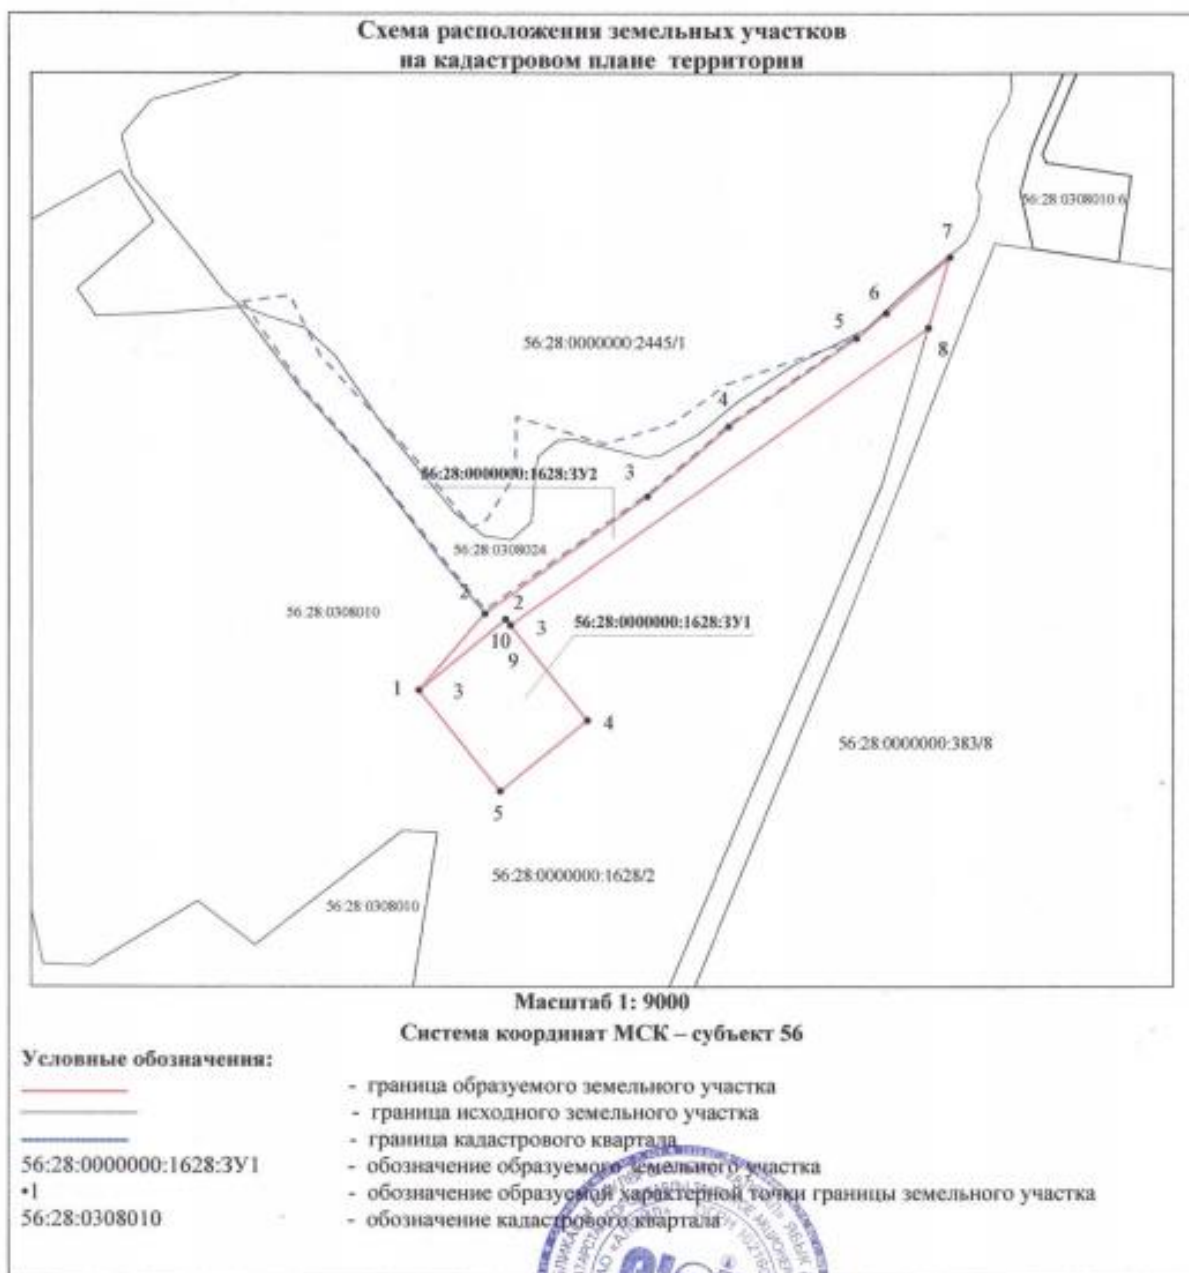 Схема расположения земельных участков
на кадастровом плане территории
56:28:0308010:6
7
6
5
8
56:28:0000000:2445/1
4
3
56:28:0000000:1628:ЗУ2
56:28:0308024
2
2
56:28:0308010
3
56:28:0000000:1628:ЗУ1
10
9
1
3
4
56:28:0000000:383/8
5
56:28:0000000:1628/2
56:28:0308010
Масштаб 1: 9000
Система координат МСК – субъект 56
Условные обозначения:
- граница образуемого земельного участка
- граница исходного земельного участка
- граница кадастрового квартала
56:28:0000000:1628:ЗУ1 - обозначение образуемого земельного участка
•1 - обозначение образуемой характерной точки границы земельного участка
56:28:0308010 - обозначение кадастрового квартала